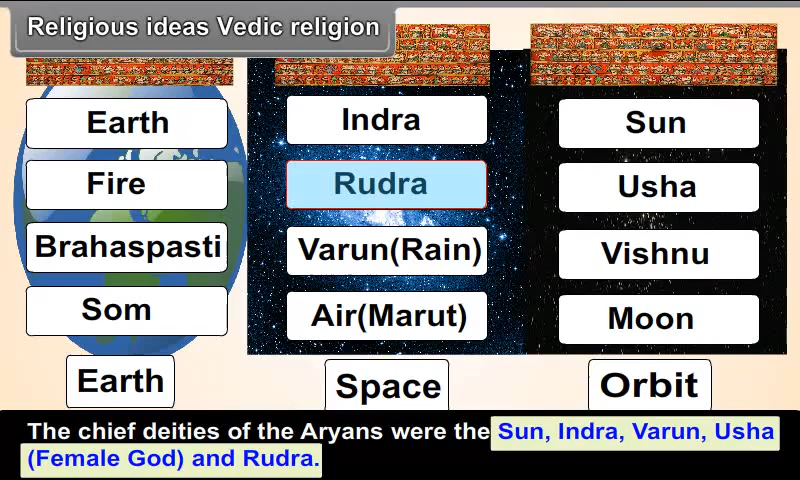 Religious ideas Vedic religion
Earth
Fire
Brahaspasti
Som
Earth
Indra
Rudra
Varun(Rain)
Air(Marut)
Space
Sun
Usha
Vishnu
Moon
Orbit
The chief deities of the Aryans were the Sun, Indra, Varun, Usha
(Female God) and Rudra.